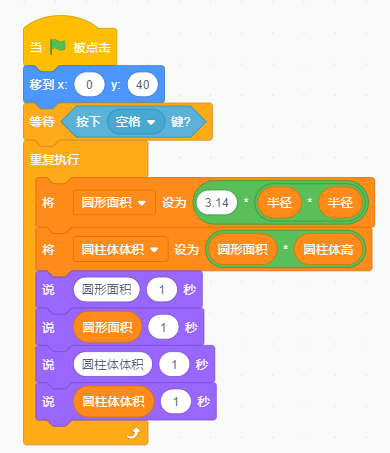 当 被点击
移到 x: 0 y: 40
等待 按下 空格 键?
重复执行
将 圆形面积 设为 3.14 * 半径 * 半径
将 圆柱体体积 设为 圆形面积 * 圆柱体高
说 圆形面积 1 秒
说 圆形面积 1 秒
说 圆柱体体积 1 秒
说 圆柱体体积 1 秒